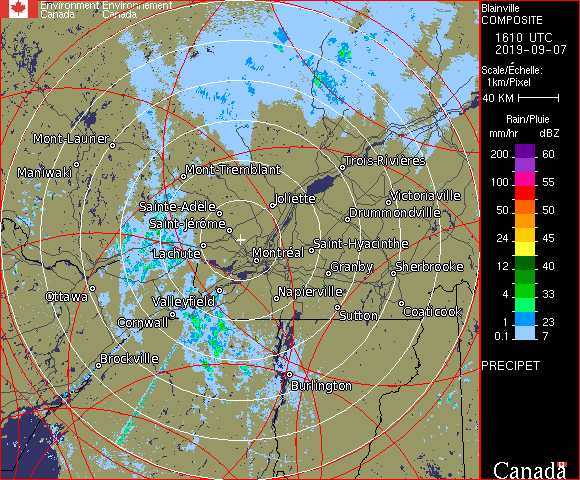 Environment Environnement
Canada Canada
Blainville
COMPOSITE
1610 UTC
2019-09-07
Scale/Échelle:
1km/Pixel
40 KM
Rain/Pluie
mm/hr dBZ
200 60
100 55
50 50
24 45
12 40
4 33
1 23
0.1 7
PRECIPET
Canada
Mont-Laurier
Maniwaki
Mont-Tremblant
Trois-Rivières
Sainte-Adele
Joliette
Victoriaville
Saint-Jérome
Drummondville
Lachute
Montréal
Saint-Hyacinthe
Granby
Sherbrooke
Ottawa
Valleyfield
Napierville
Cornwall
Sutton
Coaticook
Brockville
Burlington